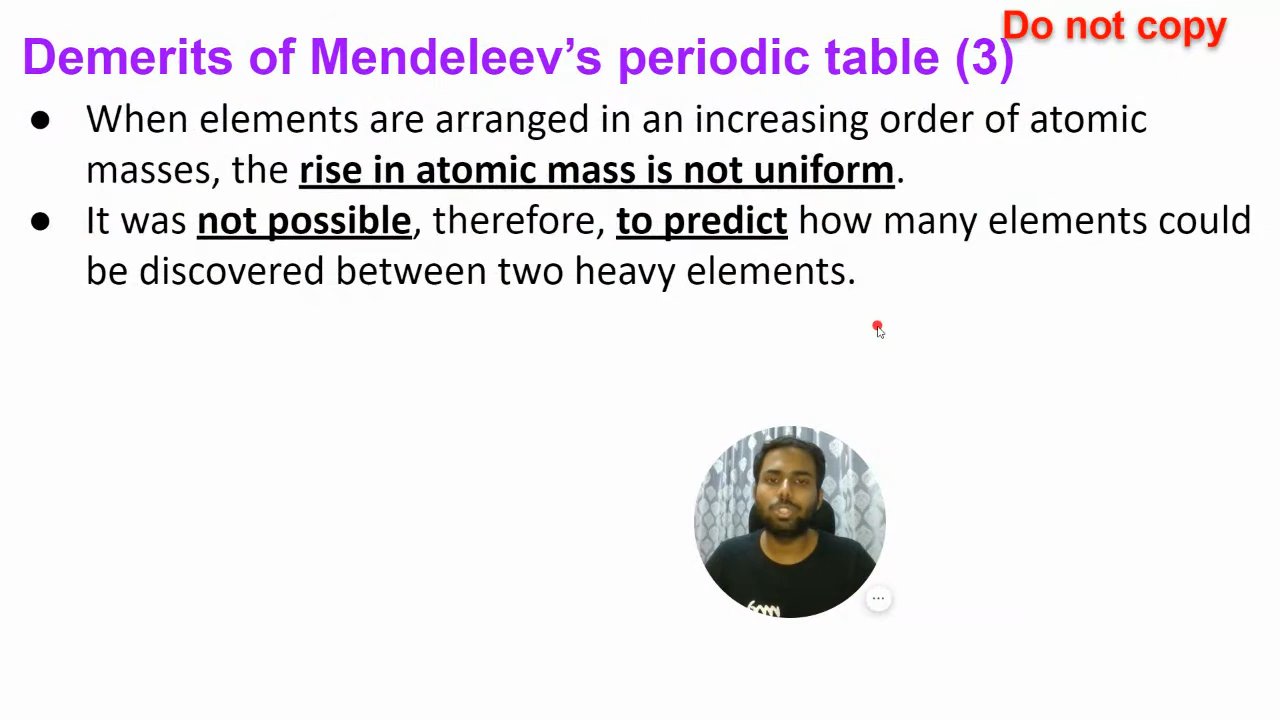 Do not copy
Demerits of Mendeleev’s periodic table (3)
● When elements are arranged in an increasing order of atomic
masses, the rise in atomic mass is not uniform.
● It was not possible, therefore, to predict how many elements could
be discovered between two heavy elements.